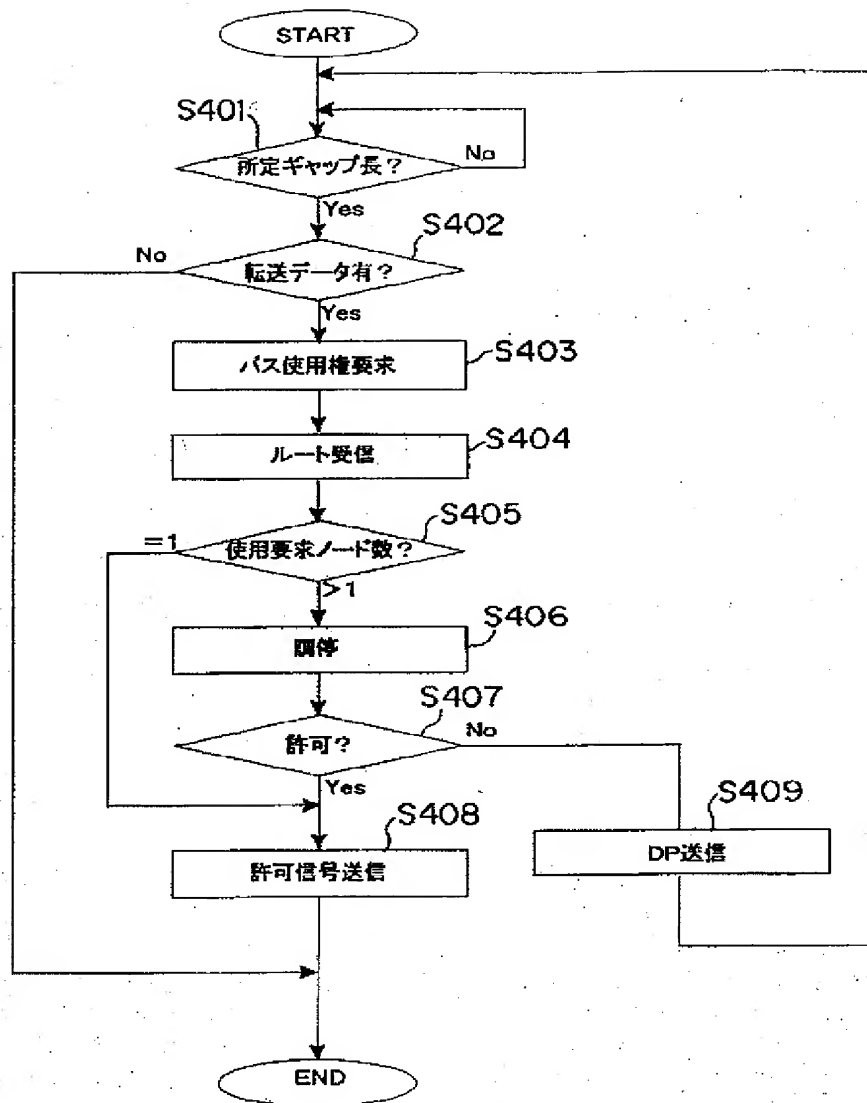 START
S401
所定ギャップ長?
No
Yes
S402
No
転送データ有?
Yes
S403
バス使用権要求
S404
ルート受信
S405
=1
使用要求ノード数?
>1
S406
調停
S407
許可?
No
Yes
S408
許可信号送信
S409
DP送信
END